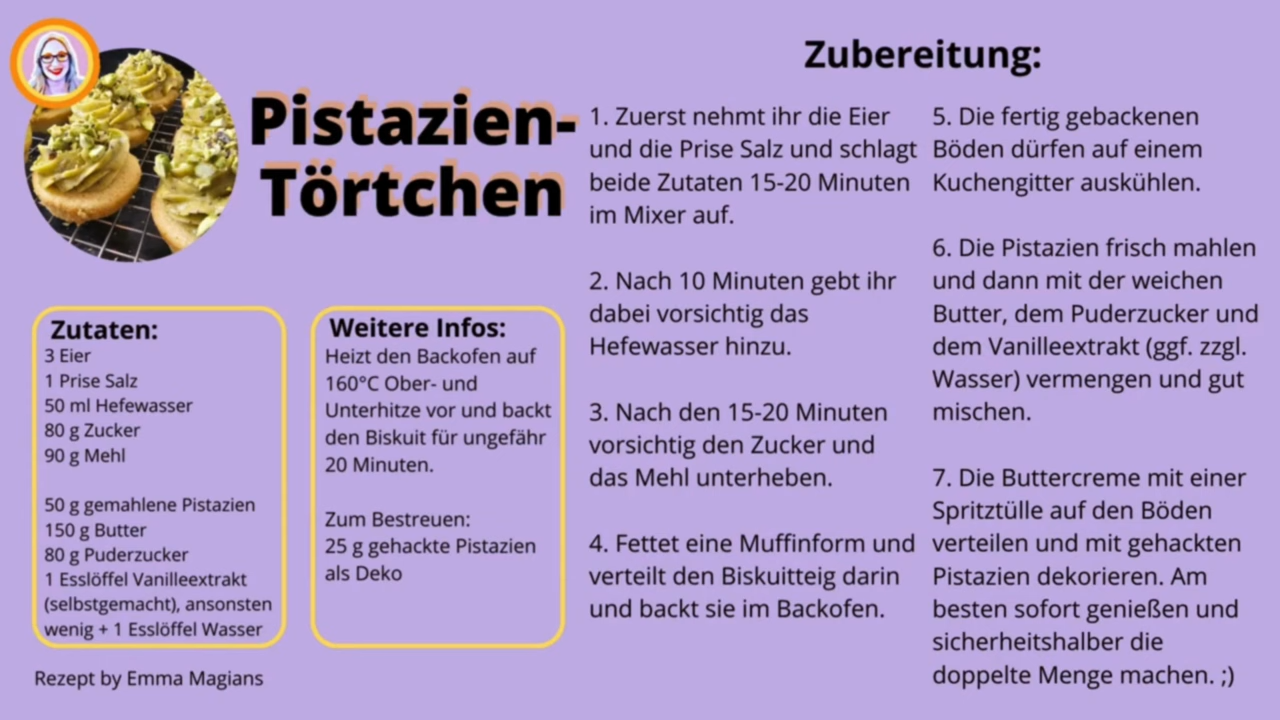 Pistazien-
Törtchen
Zutaten:
3 Eier
1 Prise Salz
50 ml Hefewasser
80 g Zucker
90 g Mehl
50 g gemahlene Pistazien
150 g Butter
80 g Puderzucker
1 Esslöffel Vanilleextrakt
(selbstgemacht), ansonsten
wenig + 1 Esslöffel Wasser
Weitere Infos:
Heizt den Backofen auf
160°C Ober- und
Unterhitze vor und backt
den Biskuit für ungefähr
20 Minuten.
Zum Bestreuen:
25 g gehackte Pistazien
als Deko
Rezept by Emma Magians
Zubereitung:
1. Zuerst nehmt ihr die Eier
und die Prise Salz und schlagt
beide Zutaten 15-20 Minuten
im Mixer auf.
2. Nach 10 Minuten gebt ihr
dabei vorsichtig das
Hefewasser hinzu.
3. Nach den 15-20 Minuten
vorsichtig den Zucker und
das Mehl unterheben.
4. Fettet eine Muffinform und
verteilt den Biskuitteig darin
und backt sie im Backofen.
5. Die fertig gebackenen
Böden dürfen auf einem
Kuchengitter auskühlen.
6. Die Pistazien frisch mahlen
und dann mit der weichen
Butter, dem Puderzucker und
dem Vanilleextrakt (ggf. zzgl.
Wasser) vermengen und gut
mischen.
7. Die Buttercreme mit einer
Spritztülle auf den Böden
verteilen und mit gehackten
Pistazien dekorieren. Am
besten sofort genießen und
sicherheitshalber die
doppelte Menge machen. ;)